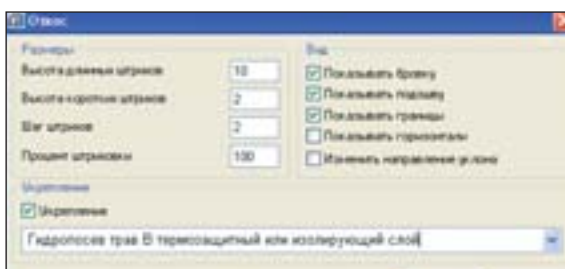 Откос
Размеры
Вид
Высота длинных штрихов 10
Показывать бровку
Высота коротких штрихов 2
Показывать подошву
Шаг штрихов 2
Показывать границы
Показывать горизонтали
Процент штриховки 100
Изменить направление уклона
Укрепление
Укрепление
Гидропосев трав В термозащитный или изолирующий слой